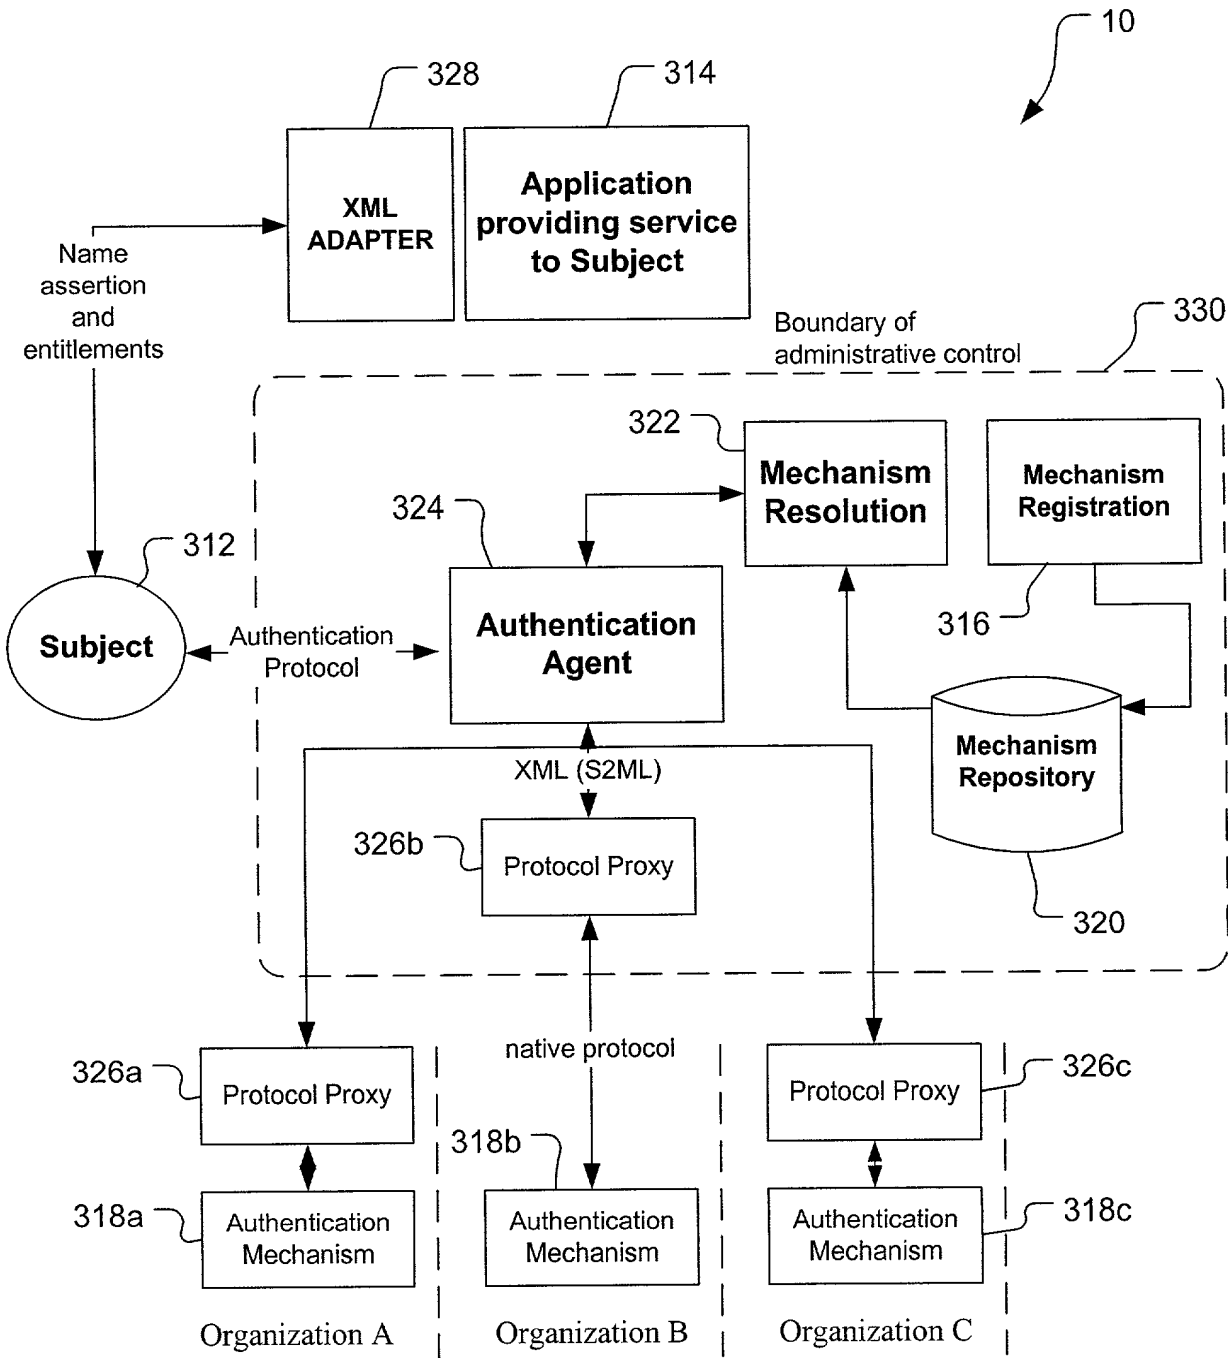 10
328
314
XML
ADAPTER
Application
providing service
to Subject
Name
assertion
and
entitlements
330
Boundary of
administrative control
322
Mechanism
Resolution
Mechanism
Registration
324
316
312
Subject
Authentication
Protocol
Authentication
Agent
Mechanism
Repository
XML (S2ML)
326b
Protocol Proxy
320
native protocol
326a
Protocol Proxy
326c
Protocol Proxy
318b
318a
Authentication
Mechanism
Authentication
Mechanism
318c
Authentication
Mechanism
Organization A
Organization B
Organization C